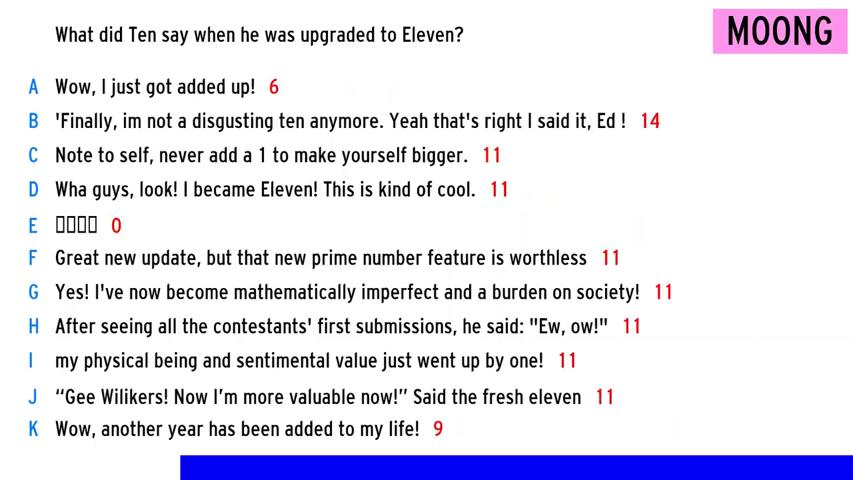 What did Ten say when he was upgraded to Eleven?
MOONG
A Wow, I just got added up! 6
B 'Finally, im not a disgusting ten anymore. Yeah that's right I said it, Ed ! 14
C Note to self, never add a 1 to make yourself bigger. 11
D Wha guys, look! I became Eleven! This is kind of cool. 11
E 0
F Great new update, but that new prime number feature is worthless 11
G Yes! I've now become mathematically imperfect and a burden on society! 11
H After seeing all the contestants' first submissions, he said: "Ew, ow!" 11
I my physical being and sentimental value just went up by one! 11
J “Gee Wilikers! Now I’m more valuable now!” Said the fresh eleven 11
K Wow, another year has been added to my life! 9